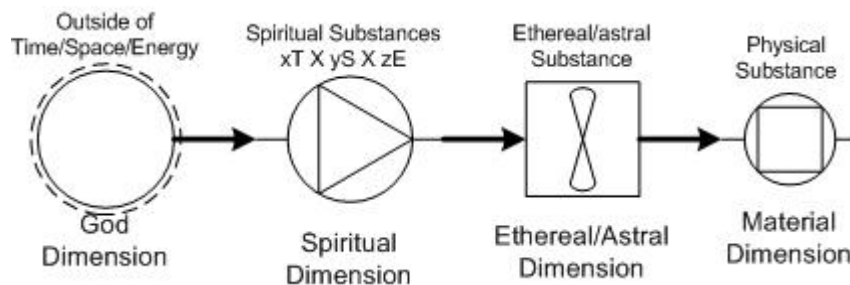 Outside of
Time/Space/Energy
God
Dimension
Spiritual Substances
xT X yS X zE
Spiritual
Dimension
Ethereal/astral
Substance
Ethereal/Astral
Dimension
Physical
Substance
Material
Dimension